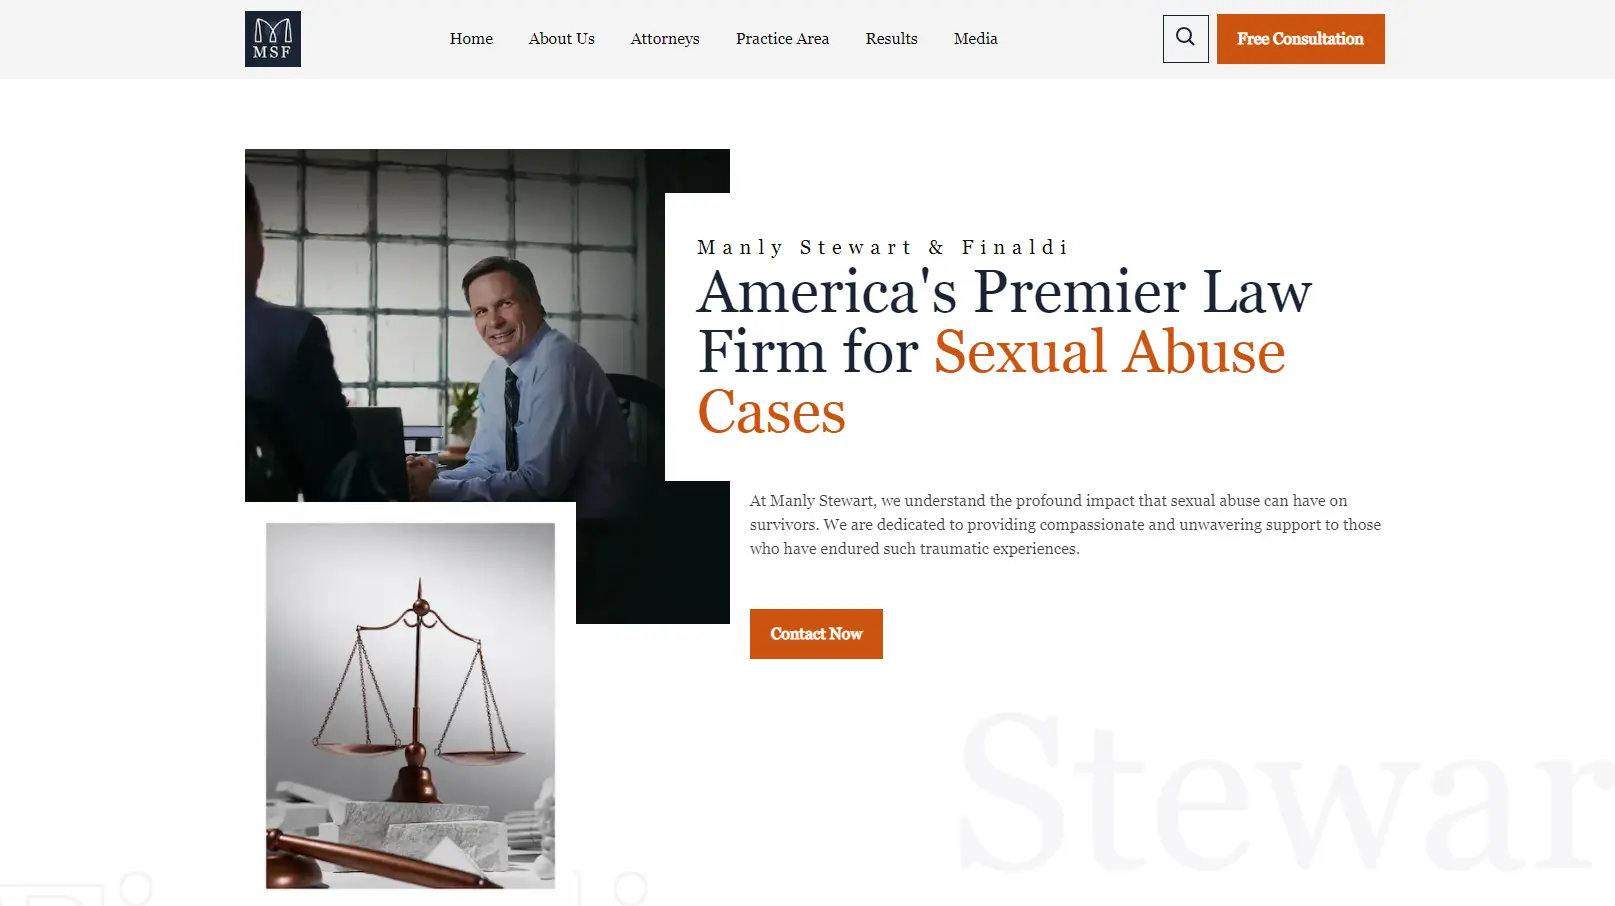 MSF
Home
About Us
Attorneys
Practice Area
Results
Media
Free Consultation
Manly Stewart & Finaldi
America's Premier Law
Firm for Sexual Abuse
Cases
At Manly Stewart, we understand the profound impact that sexual abuse can have on
survivors. We are dedicated to providing compassionate and unwavering support to those
who have endured such traumatic experiences.
Contact Now
Stewar